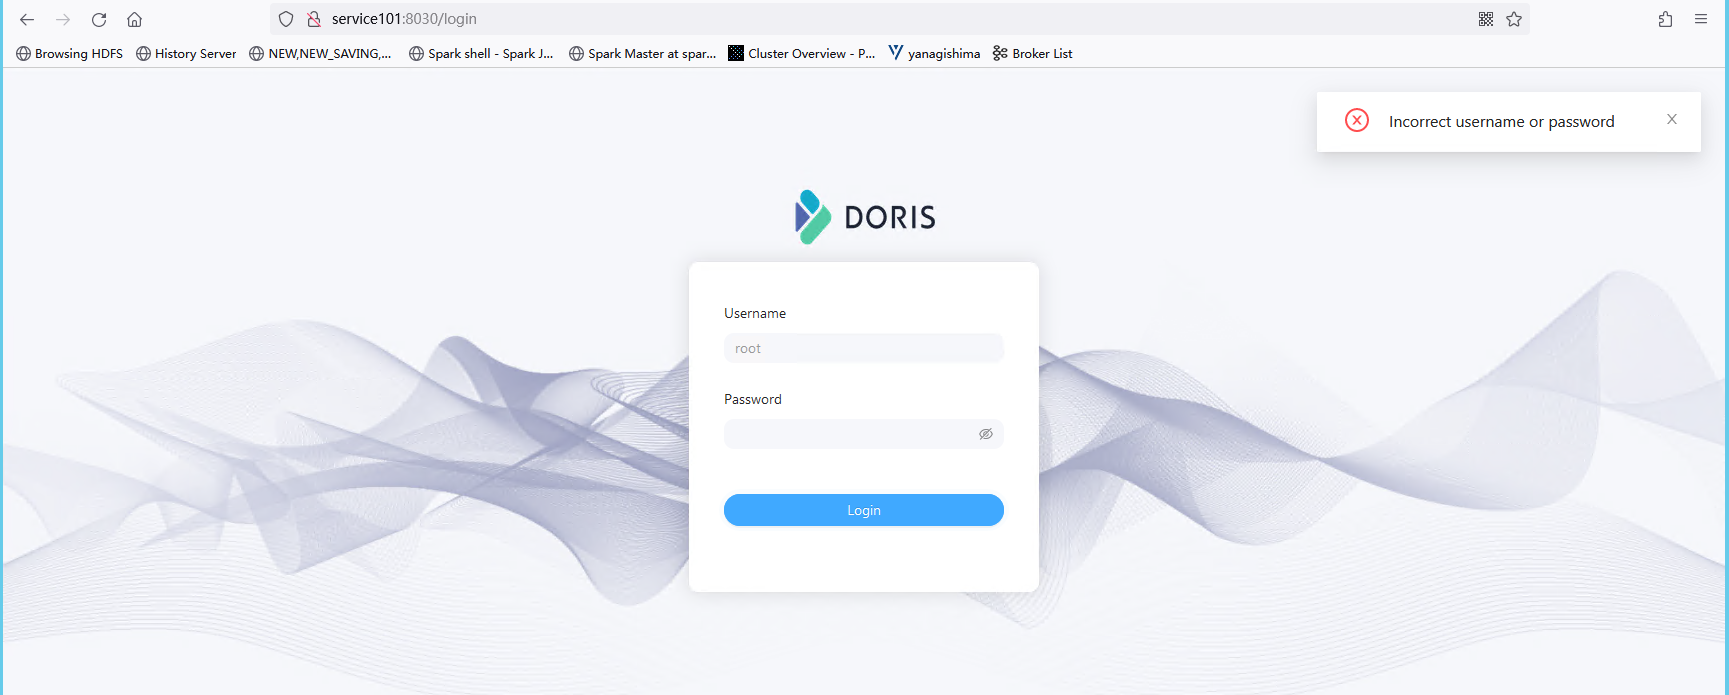 service101:8030/login
Browsing HDFS History Server NEW,NEW_SAVING,... Spark shell - Spark J... Spark Master at spar... Cluster Overview - P... yanagishima Broker List
Incorrect username or password
DORIS
Username
root
Password
Login